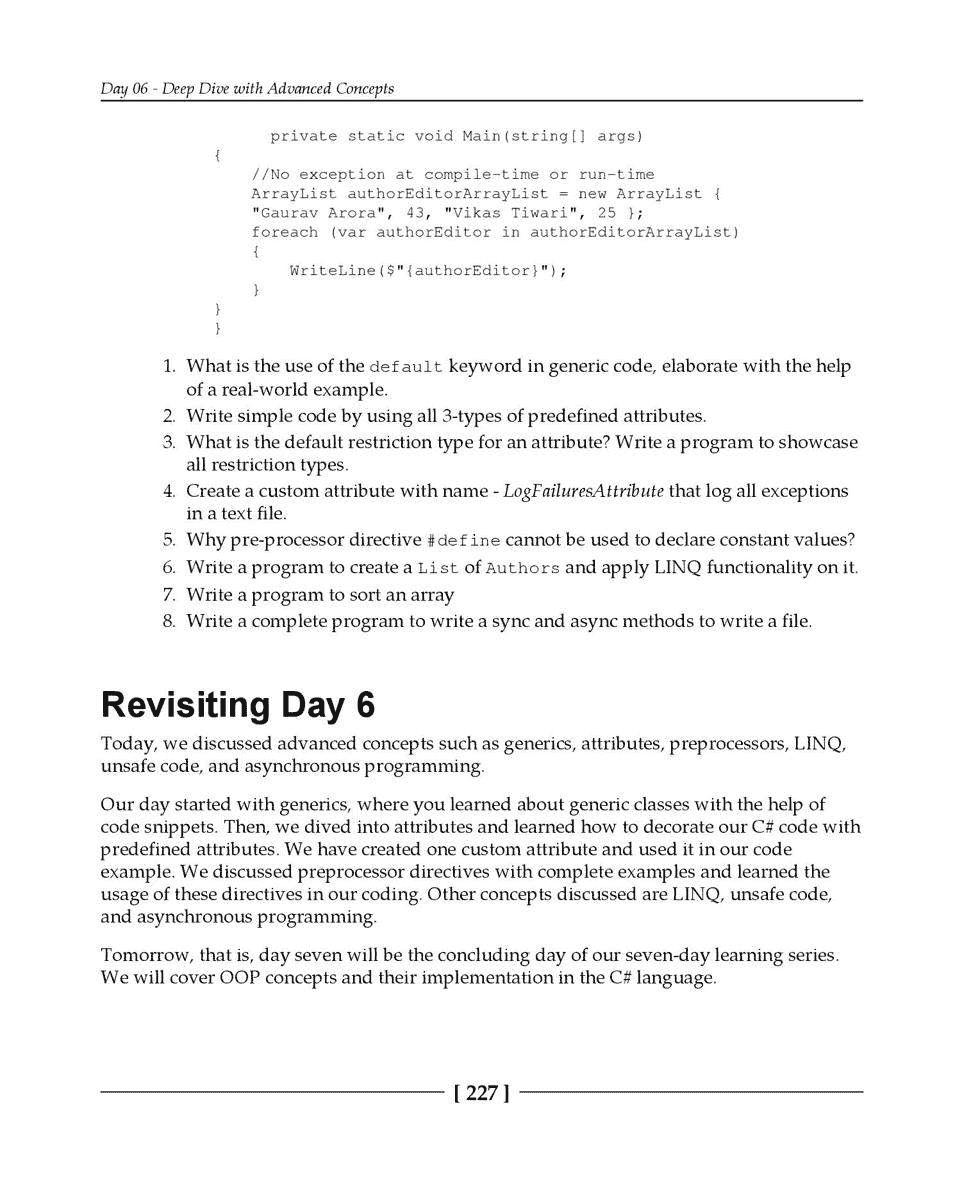 Day 06 - Deep Dive with Advanced Concepts
private static void Main(string[] args)
{
//No exception at compile-time or run-time
ArrayList authorEditorArrayList = new ArrayList {
"Gaurav Arora", 43, "Vikas Tiwari", 25 };
foreach (var authorEditor in authorEditorArrayList)
{
WriteLine($"{authorEditor}");
}
}
}
1. What is the use of the default keyword in generic code, elaborate with the help
of a real-world example.
2. Write simple code by using all 3-types of predefined attributes.
3. What is the default restriction type for an attribute? Write a program to showcase
all restriction types.
4. Create a custom attribute with name - LogFailuresAttribute that log all exceptions
in a text file.
5. Why pre-processor directive #define cannot be used to declare constant values?
6. Write a program to create a List of Authors and apply LINQ functionality on it.
7. Write a program to sort an array
8. Write a complete program to write a sync and async methods to write a file.
Revisiting Day 6
Today, we discussed advanced concepts such as generics, attributes, preprocessors, LINQ,
unsafe code, and asynchronous programming.
Our day started with generics, where you learned about generic classes with the help of
code snippets. Then, we dived into attributes and learned how to decorate our C# code with
predefined attributes. We have created one custom attribute and used it in our code
example. We discussed preprocessor directives with complete examples and learned the
usage of these directives in our coding. Other concepts discussed are LINQ, unsafe code,
and asynchronous programming.
Tomorrow, that is, day seven will be the concluding day of our seven-day learning series.
We will cover OOP concepts and their implementation in the C# language.
[ 227 ]